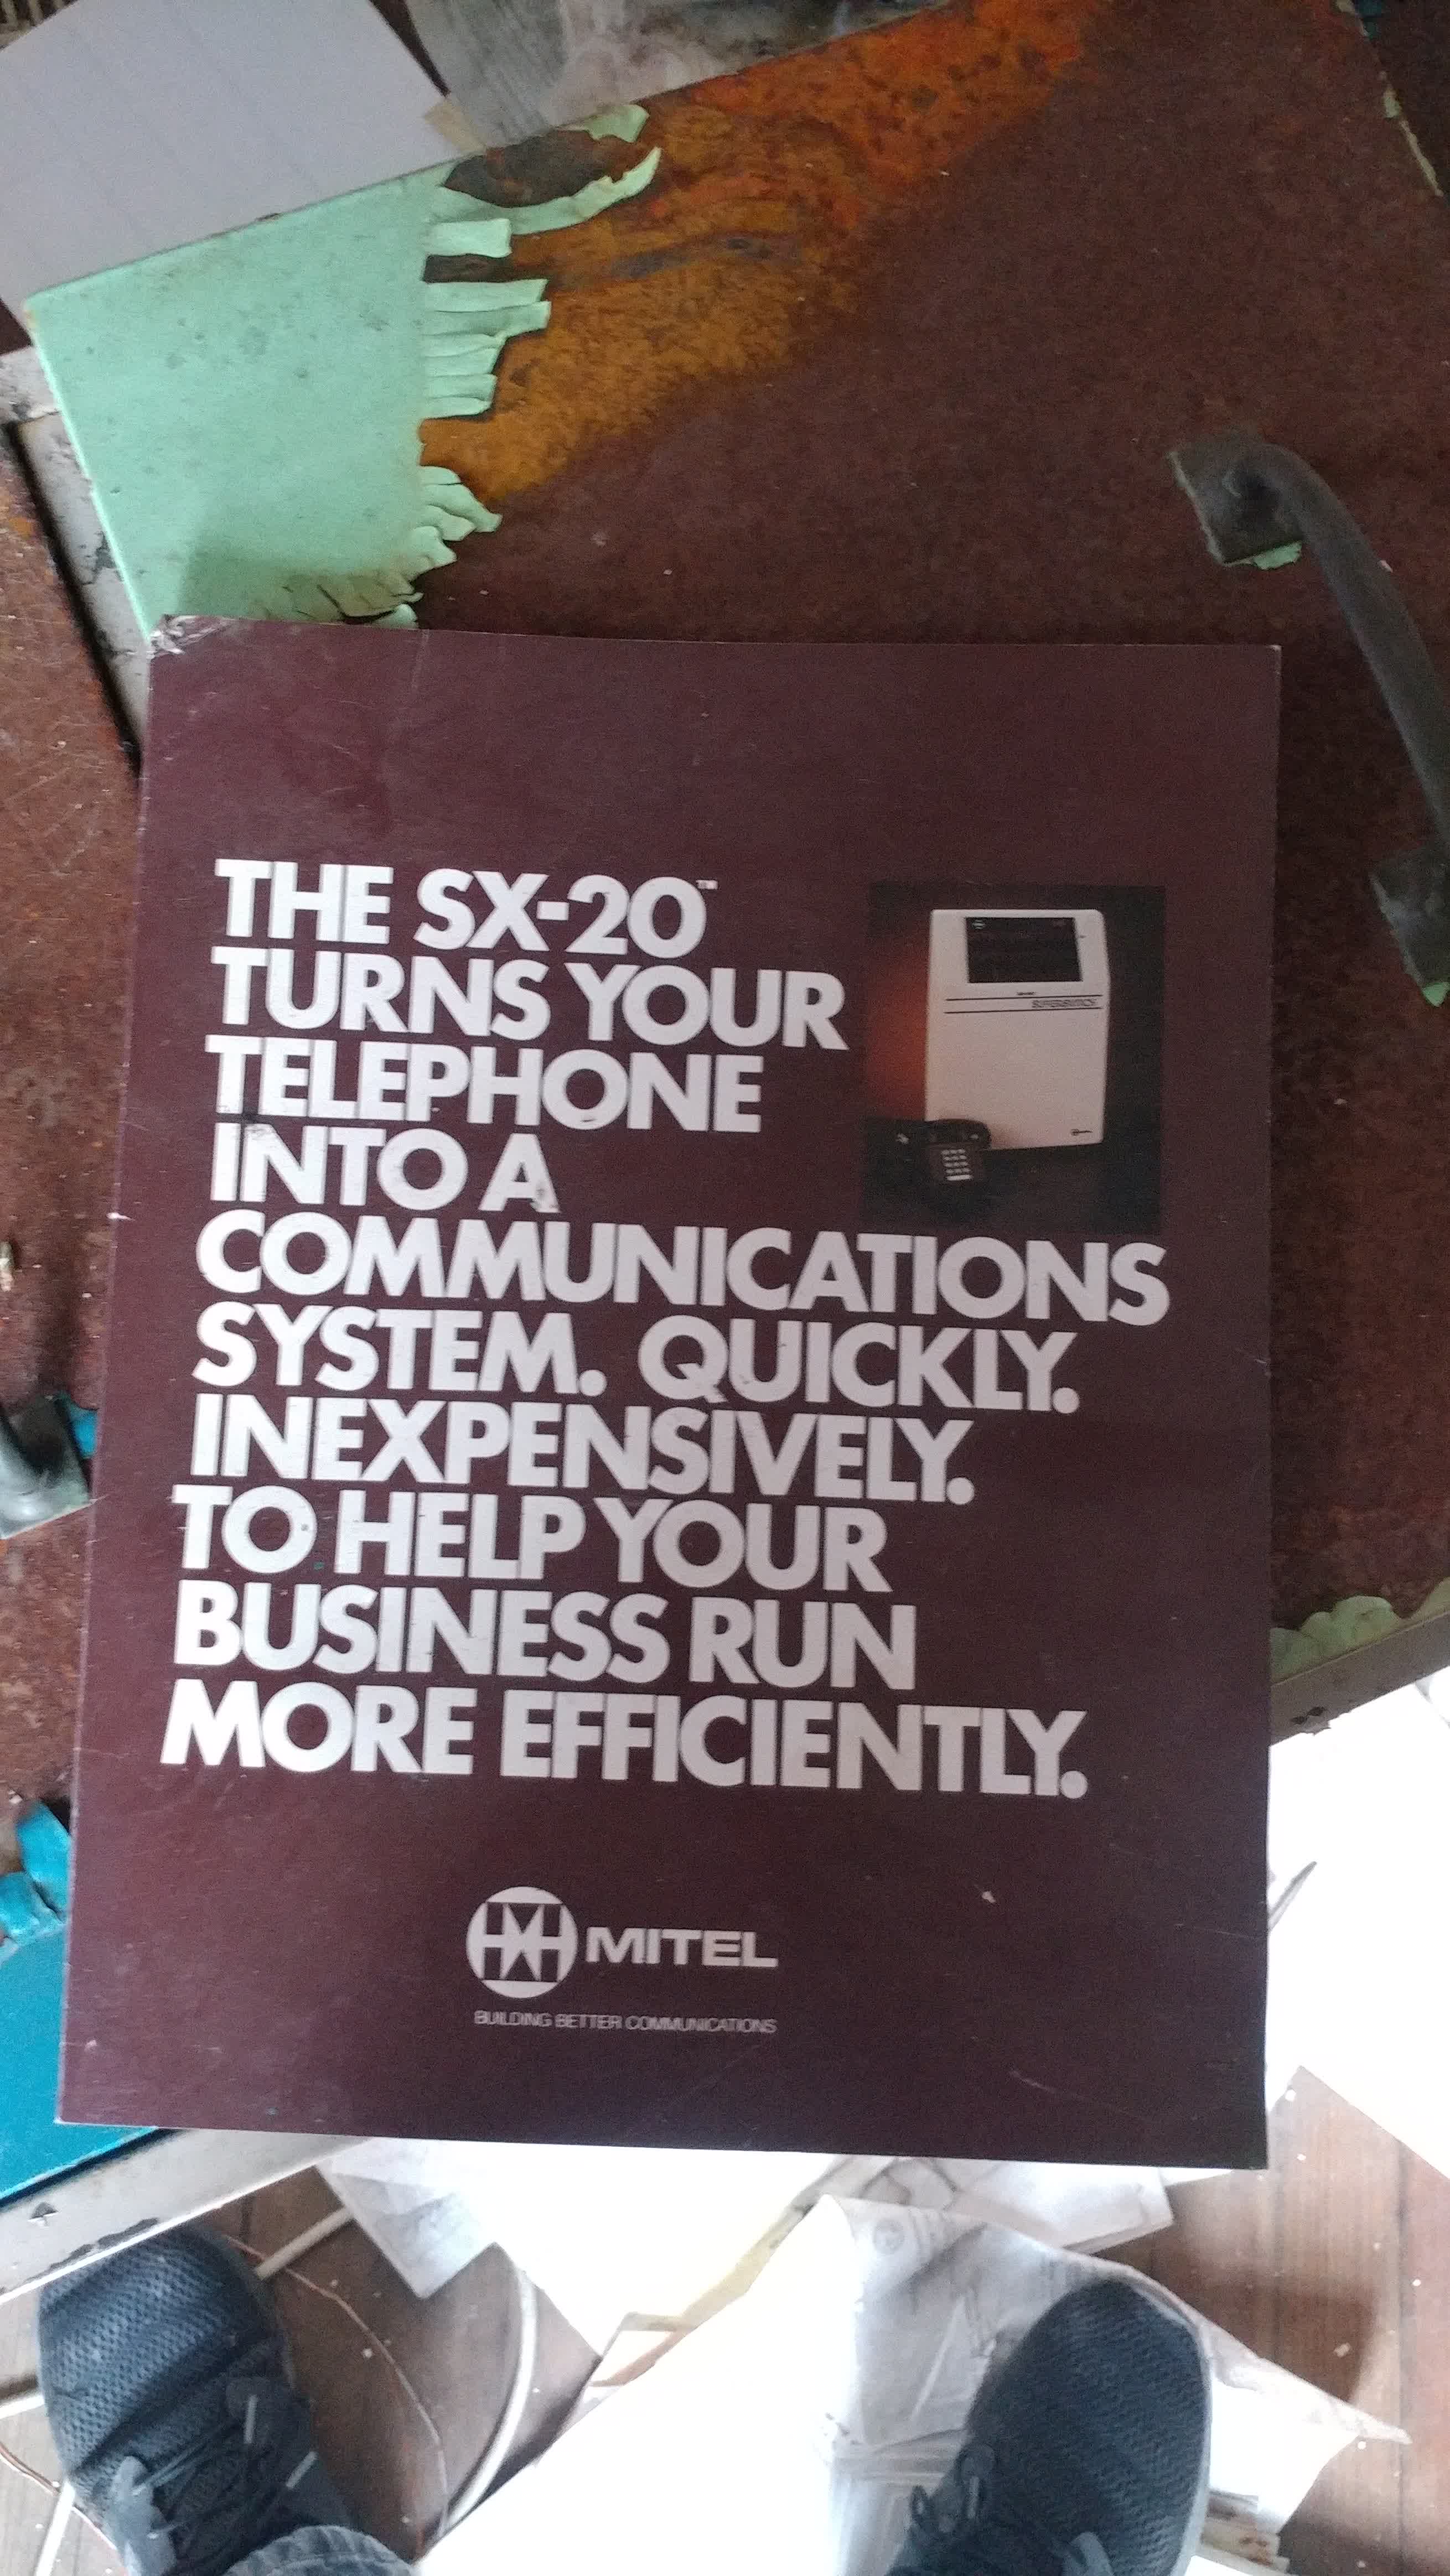 THE SX-20™
TURNS YOUR
TELEPHONE
INTO A
COMMUNICATIONS
SYSTEM. QUICKLY.
INEXPENSIVELY.
TO HELP YOUR
BUSINESS RUN
MORE EFFICIENTLY.
SUPERSWITCH
MITEL
BUILDING BETTER COMMUNICATIONS